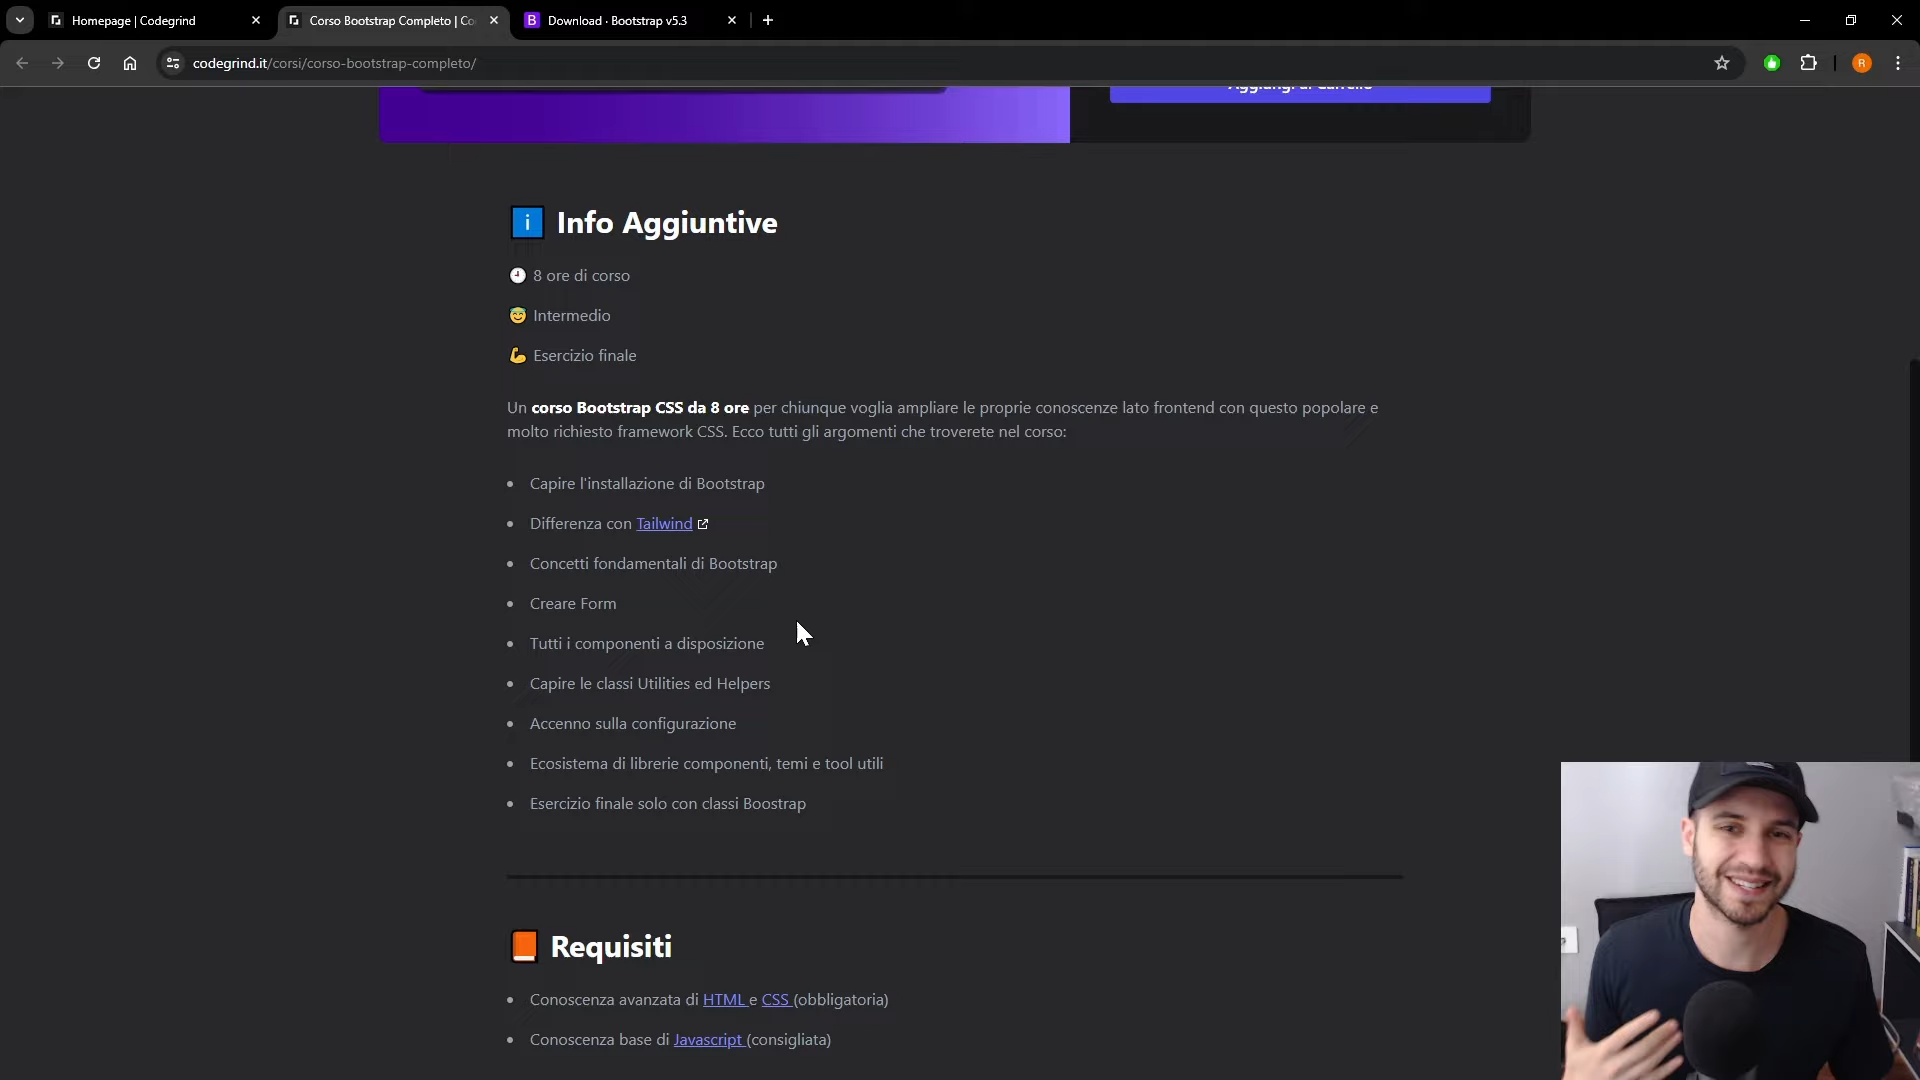 Homepage | Codegrind
Corso Bootstrap Completo | Co
Download · Bootstrap v5.3
codegrind.it/corsi/corso-bootstrap-completo/
R
Aggiungi al Carrello
Info Aggiuntive
8 ore di corso
Intermedio
Esercizio finale
Un corso Bootstrap CSS da 8 ore per chiunque voglia ampliare le proprie conoscenze lato frontend con questo popolare e
molto richiesto framework CSS. Ecco tutti gli argomenti che troverete nel corso:
Capire l'installazione di Bootstrap
Differenza con Tailwind
Concetti fondamentali di Bootstrap
Creare Form
Tutti i componenti a disposizione
Capire le classi Utilities ed Helpers
Accenno sulla configurazione
Ecosistema di librerie componenti, temi e tool utili
Esercizio finale solo con classi Boostrap
Requisiti
Conoscenza avanzata di HTML e CSS (obbligatoria)
Conoscenza base di Javascript (consigliata)